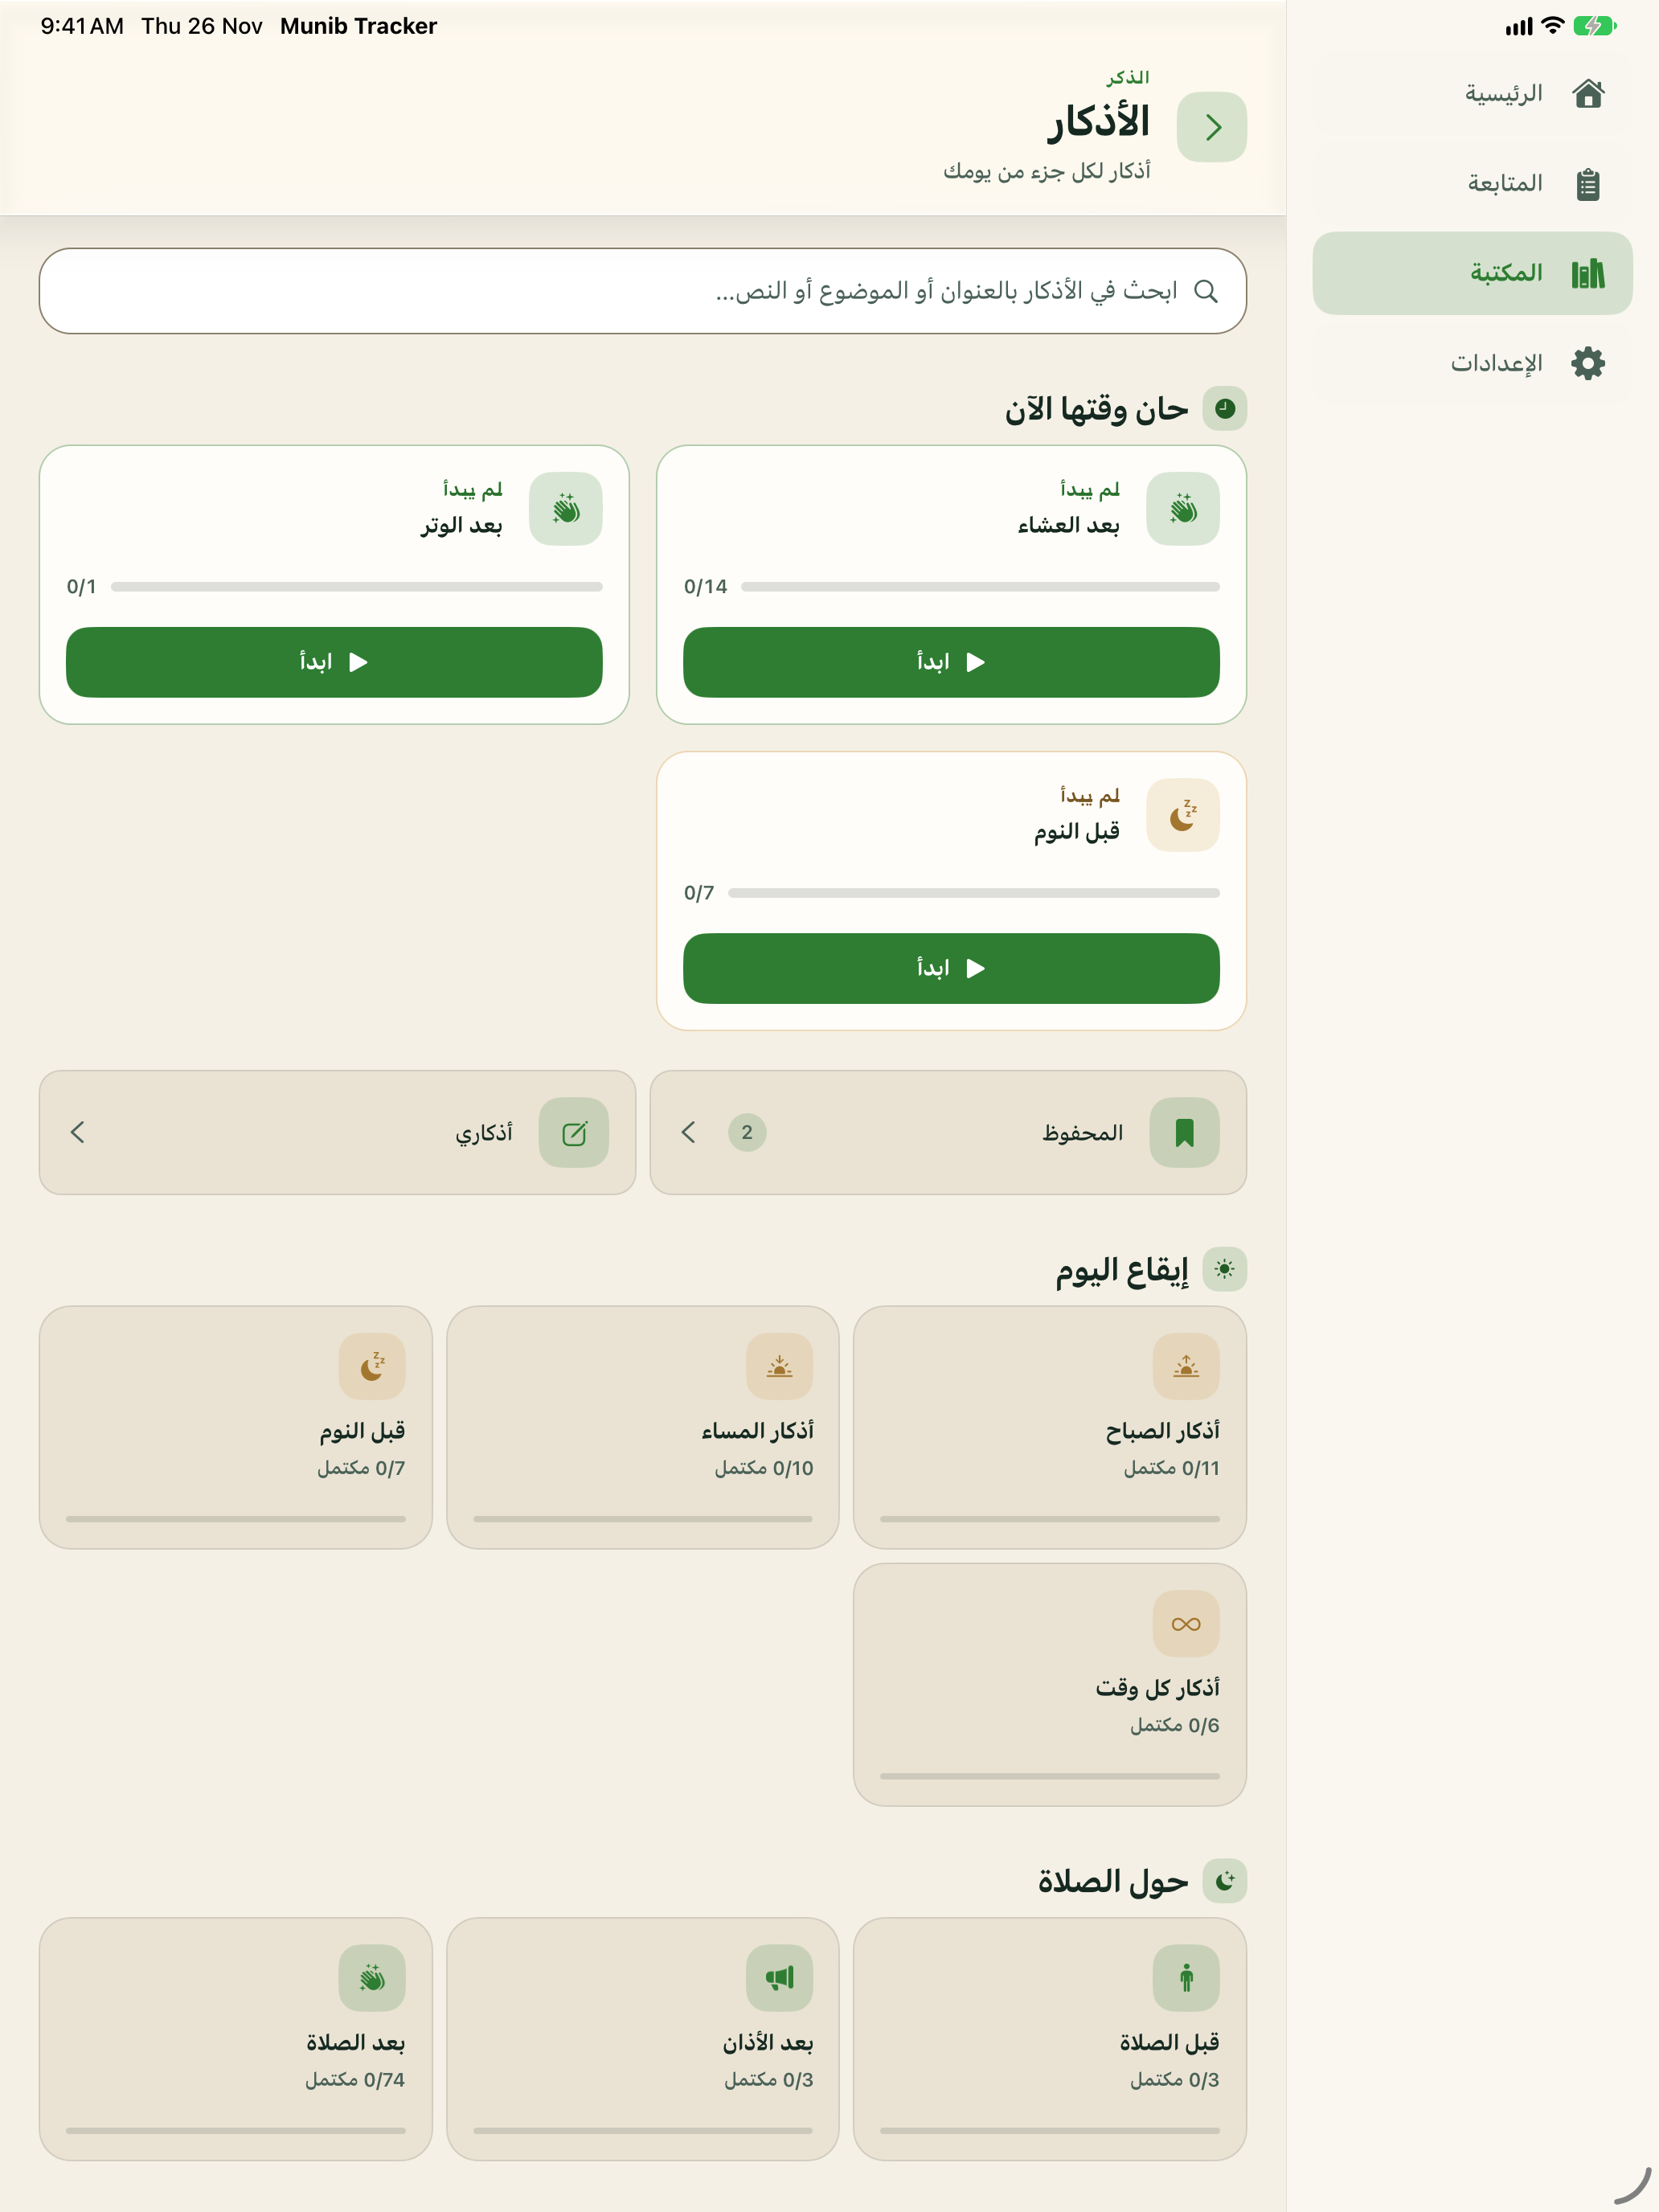 9:41 AM Thu 26 Nov Munib Tracker
الرئيسية
المتابعة
المكتبة
الإعدادات
الذكر
الأذكار
أذكار لكل جزء من يومك
ابحث في الأذكار بالعنوان أو الموضوع أو النص...
حان وقتها الآن
لم يبدأ
بعد العشاء
0/14
ابدأ
لم يبدأ
بعد الوتر
0/1
ابدأ
لم يبدأ
قبل النوم
0/7
ابدأ
المحفوظ
2
أذكاري
إيقاع اليوم
أذكار الصباح
0/11 مكتمل
أذكار المساء
0/10 مكتمل
قبل النوم
0/7 مكتمل
أذكار كل وقت
0/6 مكتمل
حول الصلاة
قبل الصلاة
0/3 مكتمل
بعد الأذان
0/3 مكتمل
بعد الصلاة
0/74 مكتمل